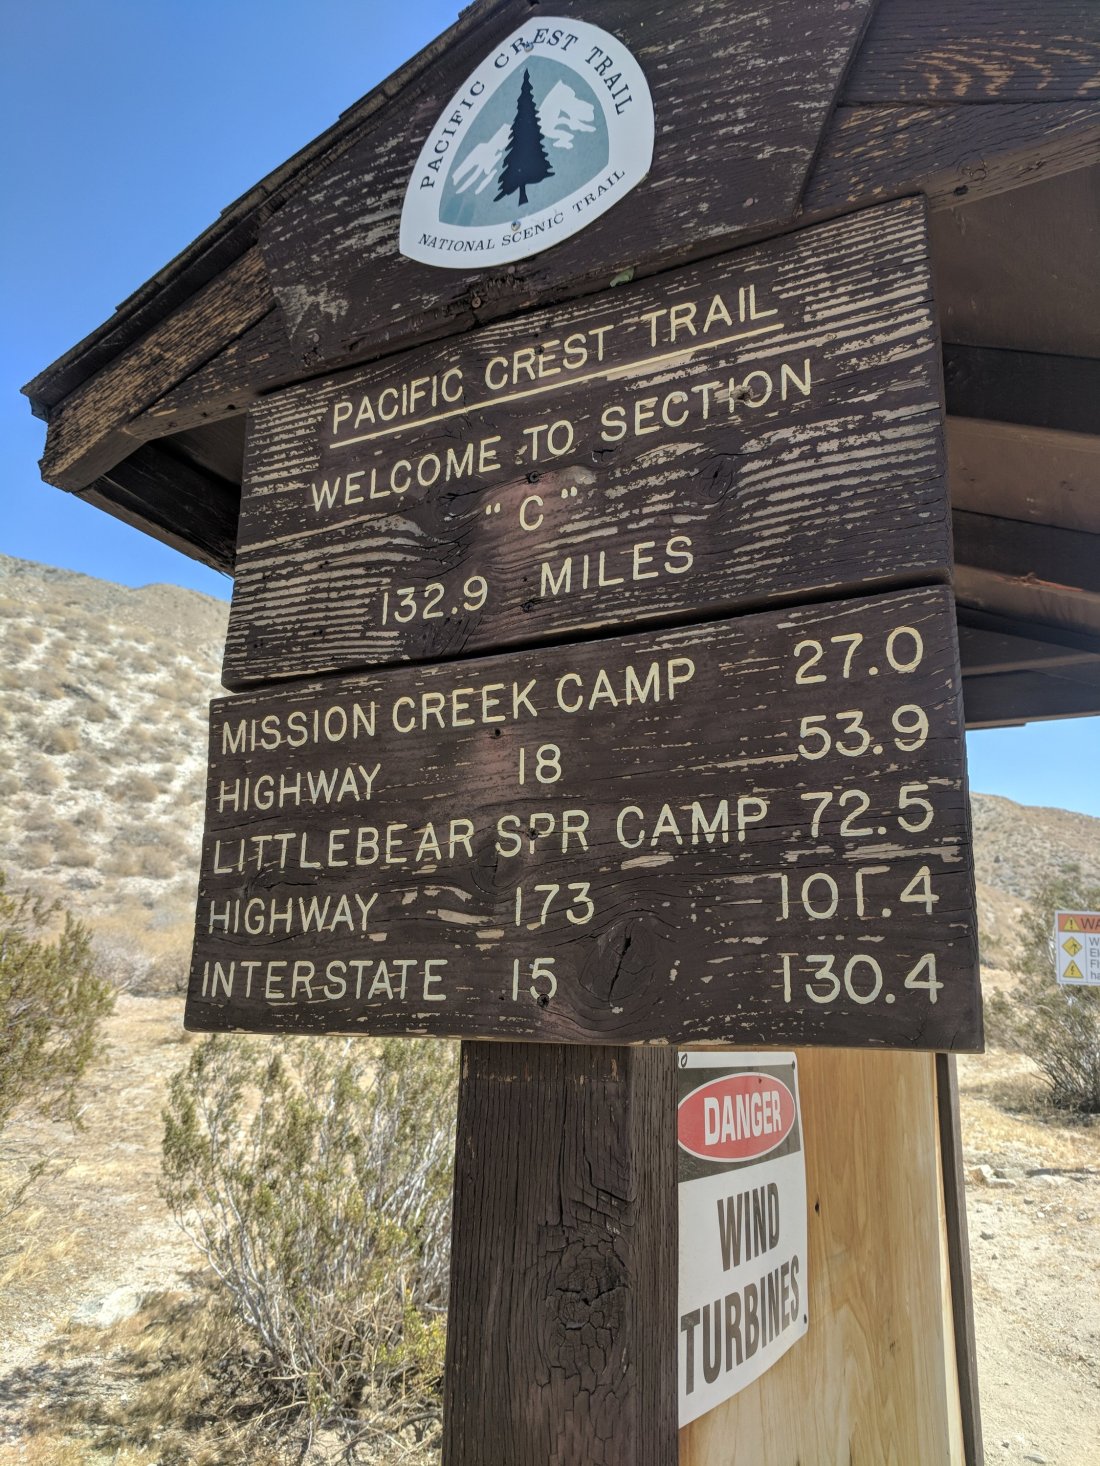 PACIFIC CREST TRAIL
NATIONAL SCENIC TRAIL
PACIFIC CREST TRAIL
WELCOME TO SECTION
"C"
132.9 MILES
MISSION CREEK CAMP 27.0
HIGHWAY 18 53.9
LITTLEBEAR SPR CAMP 72.5
HIGHWAY 173 101.4
INTERSTATE 15 130.4
DANGER
WIND
TURBINES